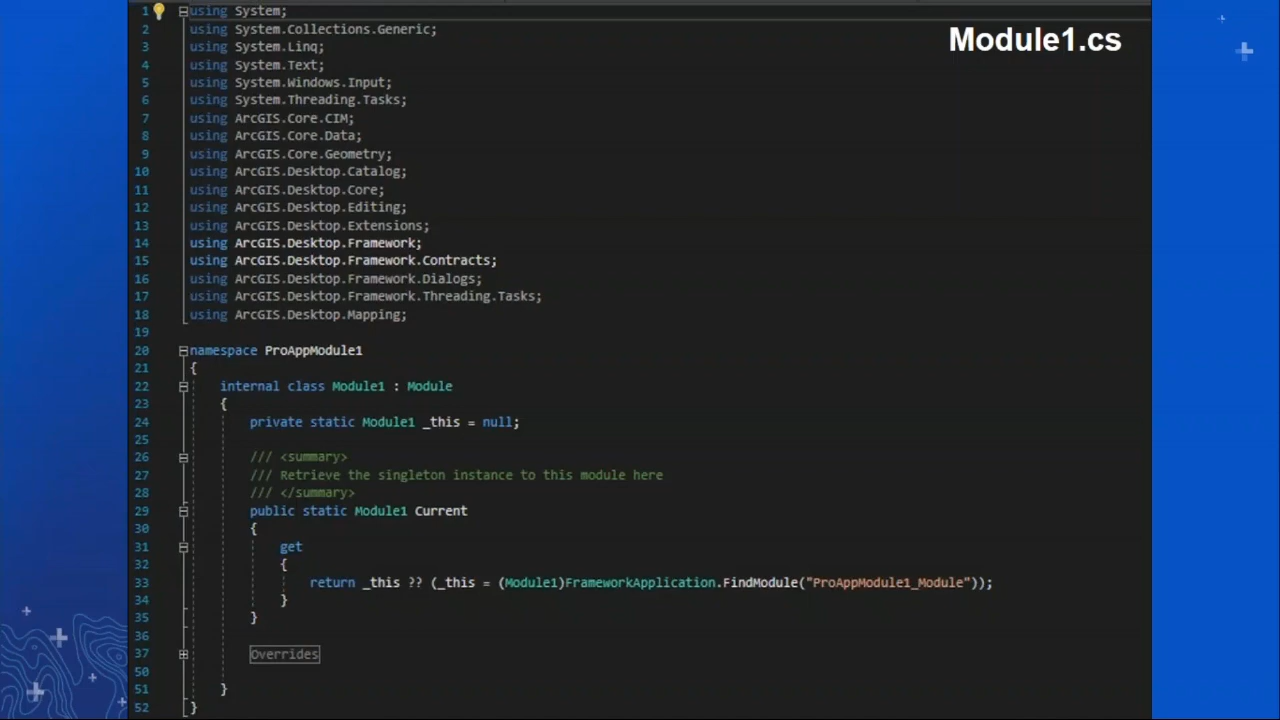 Module1.cs
1 using System;
2 using System.Collections.Generic;
3 using System.Linq;
4 using System.Text;
5 using System.Windows.Input;
6 using System.Threading.Tasks;
7 using ArcGIS.Core.CIM;
8 using ArcGIS.Core.Data;
9 using ArcGIS.Core.Geometry;
10 using ArcGIS.Desktop.Catalog;
11 using ArcGIS.Desktop.Core;
12 using ArcGIS.Desktop.Editing;
13 using ArcGIS.Desktop.Extensions;
14 using ArcGIS.Desktop.Framework;
15 using ArcGIS.Desktop.Framework.Contracts;
16 using ArcGIS.Desktop.Framework.Dialogs;
17 using ArcGIS.Desktop.Framework.Threading.Tasks;
18 using ArcGIS.Desktop.Mapping;
19
20 namespace ProAppModule1
21 {
22 internal class Module1 : Module
23 {
24 private static Module1 _this = null;
25
26 /// <summary>
27 /// Retrieve the singleton instance to this module here
28 /// </summary>
29 public static Module1 Current
30 {
31 get
32 {
33 return _this ?? (_this = (Module1)FrameworkApplication.FindModule("ProAppModule1_Module"));
34 }
35 }
36
37 Overrides
50
51 }
52 }